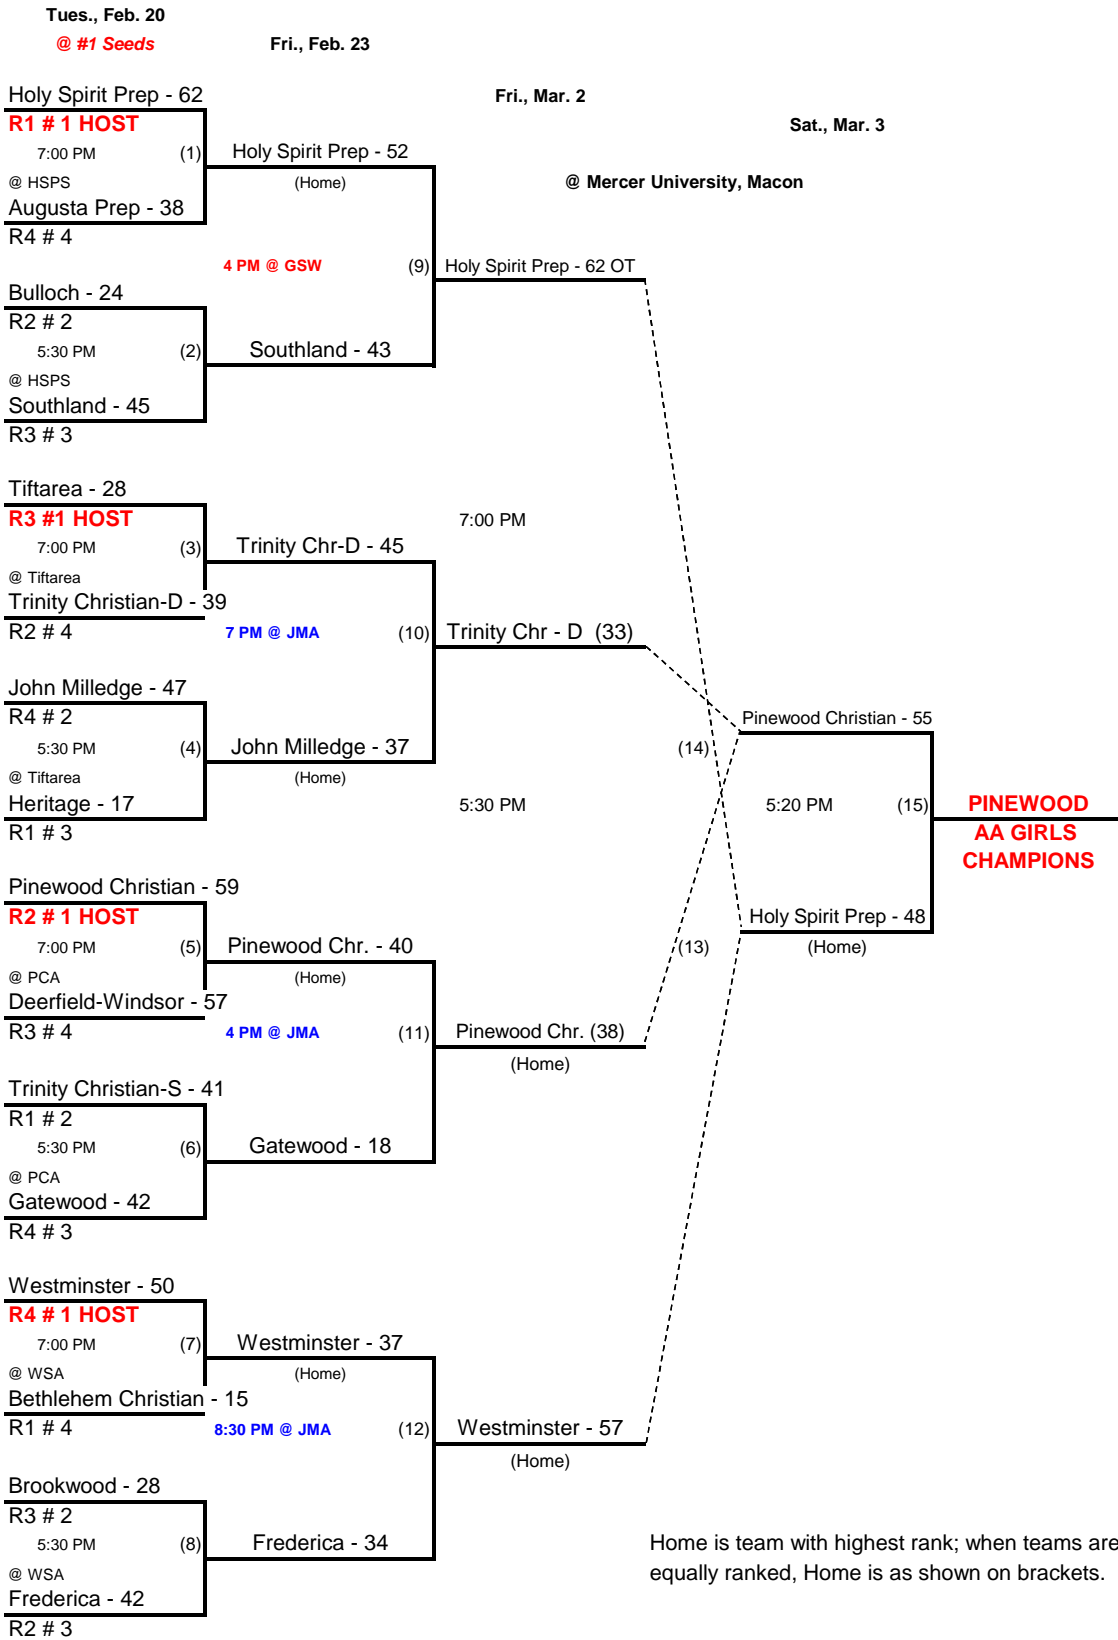 Tues., Feb. 20
@ #1 Seeds
Fri., Feb. 23
Holy Spirit Prep - 62
Fri., Mar. 2
R1 # 1 HOST
Sat., Mar. 3
7:00 PM (1) Holy Spirit Prep - 52
@ HSPS (Home) @ Mercer University, Macon
Augusta Prep - 38
R4 # 4
4 PM @ GSW (9) Holy Spirit Prep - 62 OT
Bulloch - 24
R2 # 2
5:30 PM (2) Southland - 43
@ HSPS
Southland - 45
R3 # 3
Tiftarea - 28
R3 #1 HOST 7:00 PM
7:00 PM (3) Trinity Chr-D - 45
@ Tiftarea
Trinity Christian-D - 39
R2 # 4 7 PM @ JMA (10) Trinity Chr - D (33)
John Milledge - 47
R4 # 2 Pinewood Christian - 55
5:30 PM (4) John Milledge - 37 (14)
@ Tiftarea (Home)
Heritage - 17 5:30 PM 5:20 PM (15) PINEWOOD
R1 # 3 AA GIRLS
CHAMPIONS
Pinewood Christian - 59
R2 # 1 HOST Holy Spirit Prep - 48
7:00 PM (5) Pinewood Chr. - 40 (13) (Home)
@ PCA (Home)
Deerfield-Windsor - 57
R3 # 4 4 PM @ JMA (11) Pinewood Chr. (38)
(Home)
Trinity Christian-S - 41
R1 # 2
5:30 PM (6) Gatewood - 18
@ PCA
Gatewood - 42
R4 # 3
Westminster - 50
R4 # 1 HOST
7:00 PM (7) Westminster - 37
@ WSA (Home)
Bethlehem Christian - 15
R1 # 4 8:30 PM @ JMA (12) Westminster - 57
(Home)
Brookwood - 28
R3 # 2
5:30 PM (8) Frederica - 34 Home is team with highest rank; when teams are
@ WSA equally ranked, Home is as shown on brackets.
Frederica - 42
R2 # 3